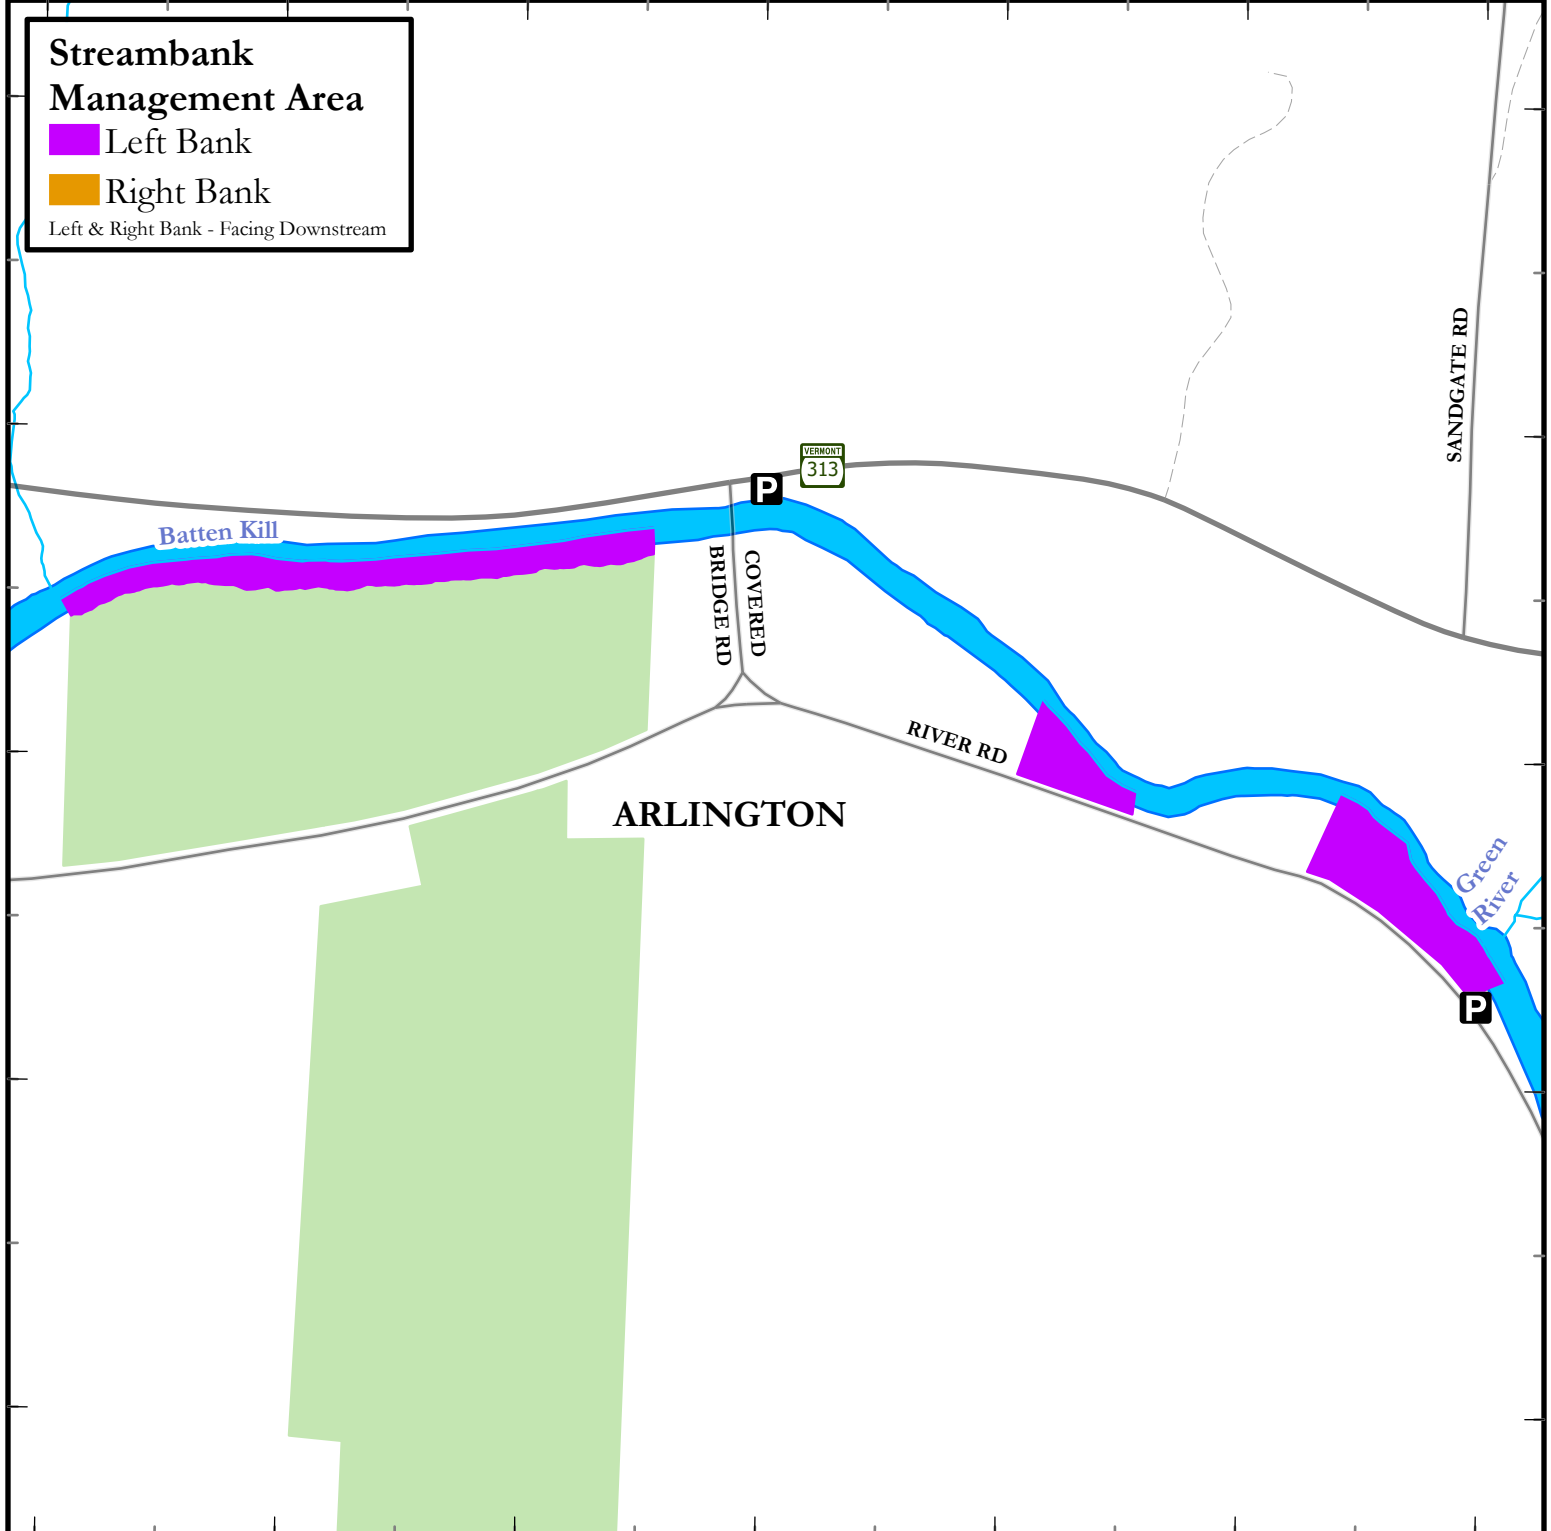 Streambank
Management Area
Left Bank
Right Bank
Left & Right Bank - Facing Downstream
SANDGATE RD
VERMONT
313
P
Batten Kill
COVERED
BRIDGE RD
RIVER RD
ARLINGTON
Green
River
P